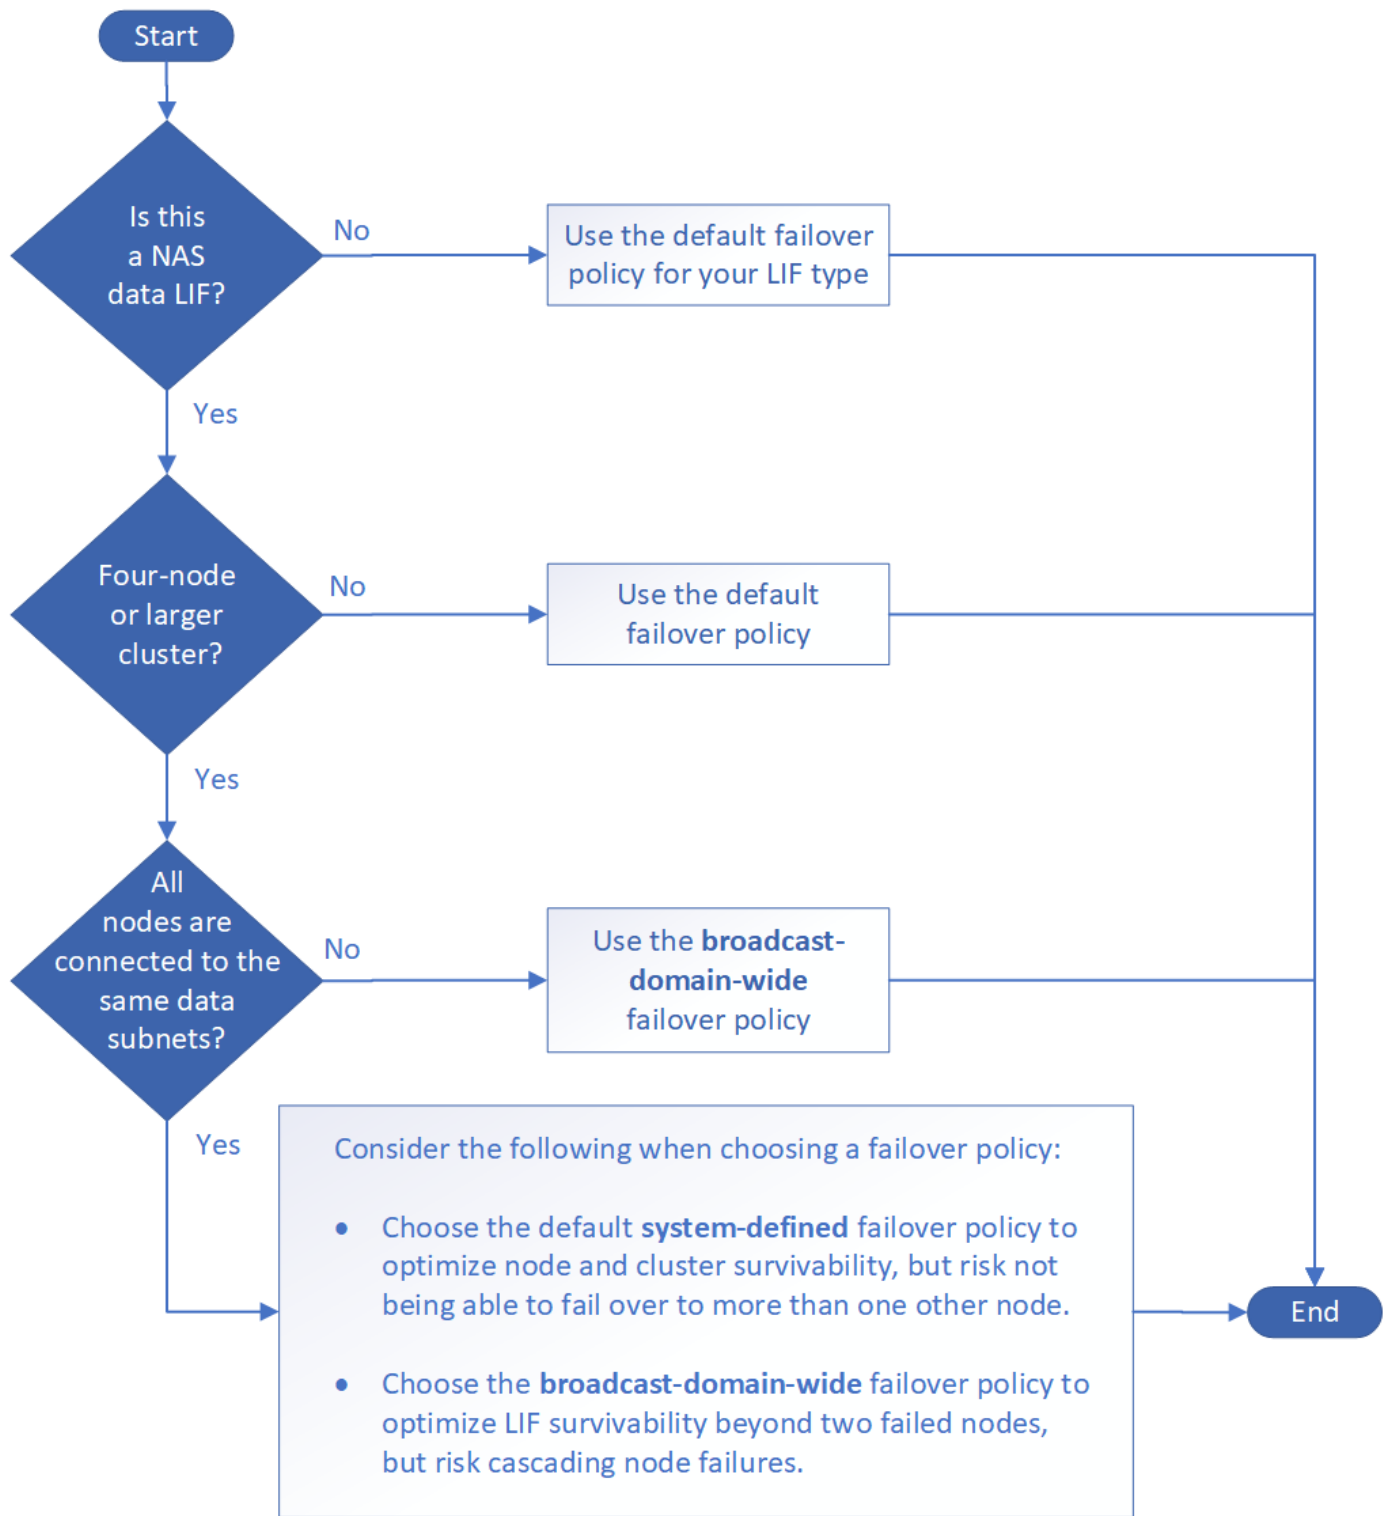 Start
Is this
a NAS
data LIF?
No
Use the default failover
policy for your LIF type
Yes
Four-node
or larger
cluster?
No
Use the default
failover policy
Yes
All
nodes are
connected to the
same data
subnets?
No
Use the broadcast-
domain-wide
failover policy
Yes
Consider the following when choosing a failover policy:
• Choose the default system-defined failover policy to
optimize node and cluster survivability, but risk not
being able to fail over to more than one other node.
• Choose the broadcast-domain-wide failover policy to
optimize LIF survivability beyond two failed nodes,
but risk cascading node failures.
End